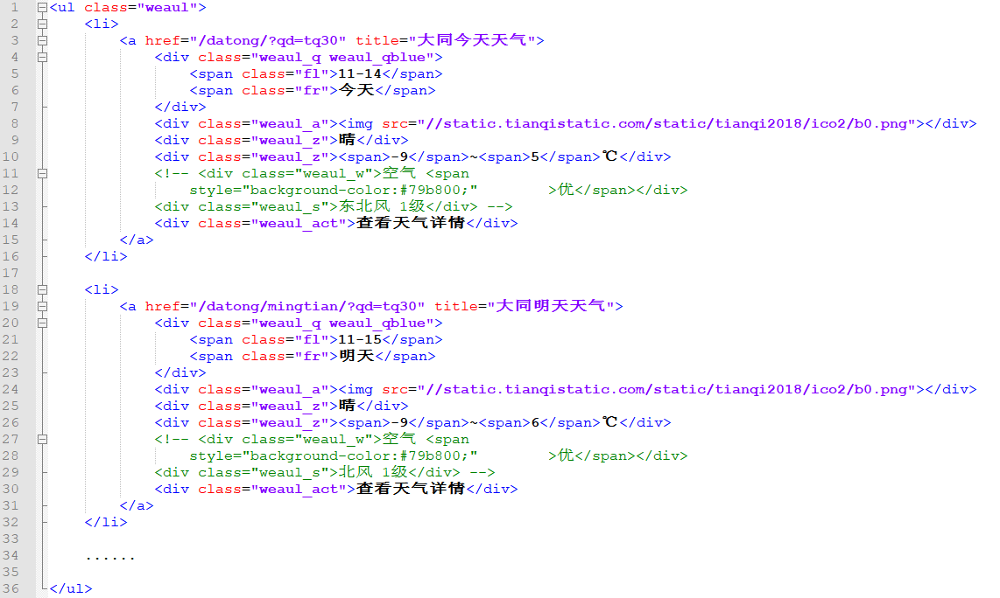 1 <ul class="weaul">
2     <li>
3         <a href="/datong/?qd=tq30" title="大同今天天气">
4             <div class="weaul_q weaul_qblue">
5                 <span class="fl">11-14</span>
6                 <span class="fr">今天</span>
7             </div>
8             <div class="weaul_a"><img src="//static.tianqistatic.com/static/tianqi2018/ico2/b0.png"></div>
9             <div class="weaul_z">晴</div>
10             <div class="weaul_z"><span>-9</span>~<span>5</span>℃</div>
11             <!-- <div class="weaul_w">空气 <span
12                 style="background-color:#79b800;"        >优</span></div>
13             <div class="weaul_s">东北风 1级</div> -->
14             <div class="weaul_act">查看天气详情</div>
15         </a>
16     </li>
17
18     <li>
19         <a href="/datong/mingtian/?qd=tq30" title="大同明天天气">
20             <div class="weaul_q weaul_qblue">
21                 <span class="fl">11-15</span>
22                 <span class="fr">明天</span>
23             </div>
24             <div class="weaul_a"><img src="//static.tianqistatic.com/static/tianqi2018/ico2/b0.png"></div>
25             <div class="weaul_z">晴</div>
26             <div class="weaul_z"><span>-9</span>~<span>6</span>℃</div>
27             <!-- <div class="weaul_w">空气 <span
28                 style="background-color:#79b800;"        >优</span></div>
29             <div class="weaul_s">北风 1级</div> -->
30             <div class="weaul_act">查看天气详情</div>
31         </a>
32     </li>
33
34     ......
35
36 </ul>